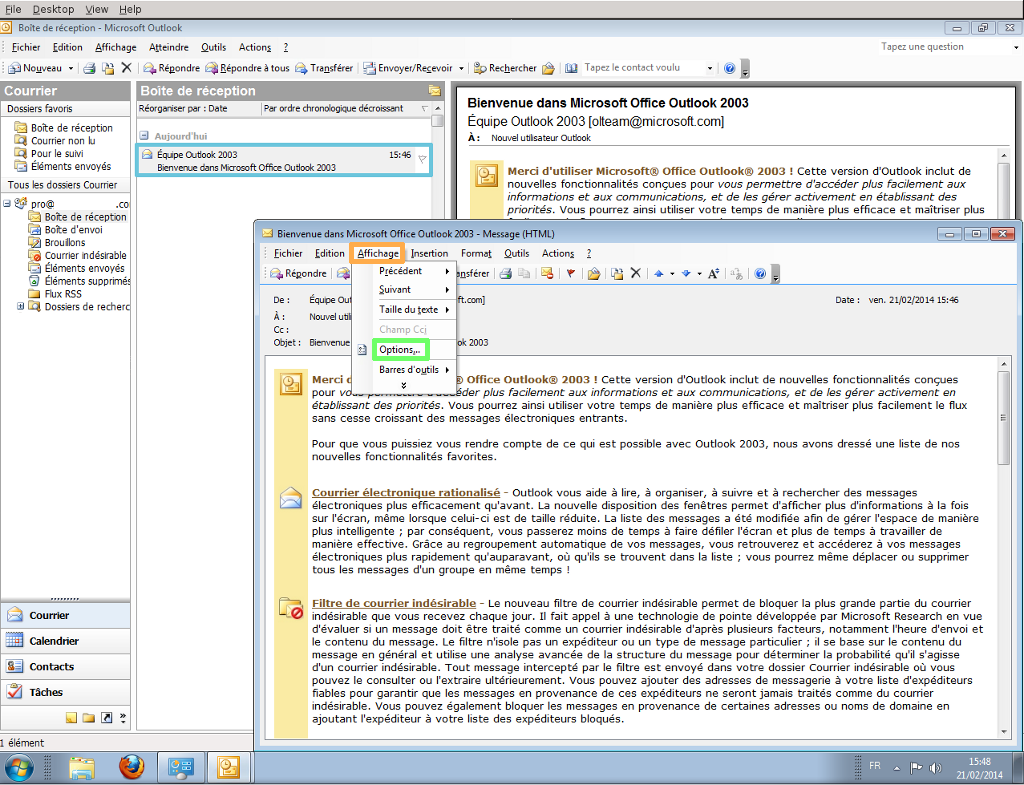 File Desktop View Help
Boîte de réception - Microsoft Outlook
Fichier Edition Affichage Atteindre Outils Actions ? Tapez une question
Nouveau Répondre Répondre à tous Transférer Envoyer/Recevoir Rechercher Tapez le contact voulu
Courrier
Dossiers favoris
Boîte de réception
Courrier non lu
Pour le suivi
Éléments envoyés
Tous les dossiers Courrier
pro@ .co
Boîte de réception
Boîte d'envoi
Brouillons
Courrier indésirable
Éléments envoyés
Éléments supprimés
Flux RSS
Dossiers de recherc
Courrier
Calendrier
Contacts
Tâches
1 élément
Boîte de réception
Réorganiser par : Date Par ordre chronologique décroissant
Aujourd'hui
Équipe Outlook 2003 15:46
Bienvenue dans Microsoft Office Outlook 2003
Bienvenue dans Microsoft Office Outlook 2003
Équipe Outlook 2003 [olteam@microsoft.com]
À : Nouvel utilisateur Outlook
Merci d'utiliser Microsoft® Office Outlook® 2003 ! Cette version d'Outlook inclut de
nouvelles fonctionnalités conçues pour vous permettre d'accéder plus facilement aux
informations et aux communications, et de les gérer activement en établissant des
priorités. Vous pourrez ainsi utiliser votre temps de manière plus efficace et maîtriser plus
Bienvenue dans Microsoft Office Outlook 2003 - Message (HTML)
Fichier Edition Affichage Insertion Format Outils Actions ?
Répondre ansférer
Précédent
Suivant
Taille du texte
Champ Cci
Options...
Barres d'outils
De : Équipe Out soft.com] Date : ven. 21/02/2014 15:46
À : Nouvel util
Cc :
Objet : Bienvenue ook 2003
Merci d ® Office Outlook® 2003 ! Cette version d'Outlook inclut de nouvelles fonctionnalités conçues
pour vous permettre d'accéder plus facilement aux informations et aux communications, et de les gérer activement en
établissant des priorités. Vous pourrez ainsi utiliser votre temps de manière plus efficace et maîtriser plus facilement le flux
sans cesse croissant des messages électroniques entrants.
Pour que vous puissiez vous rendre compte de ce qui est possible avec Outlook 2003, nous avons dressé une liste de nos
nouvelles fonctionnalités favorites.
Courrier électronique rationalisé - Outlook vous aide à lire, à organiser, à suivre et à rechercher des messages
électroniques plus efficacement qu'avant. La nouvelle disposition des fenêtres permet d'afficher plus d'informations à la fois
sur l'écran, même lorsque celui-ci est de taille réduite. La liste des messages a été modifiée afin de gérer l'espace de manière
plus intelligente ; par conséquent, vous passerez moins de temps à faire défiler l'écran et plus de temps à travailler de
manière effective. Grâce au regroupement automatique de vos messages, vous retrouverez et accéderez à vos messages
électroniques plus rapidement qu'auparavant, où qu'ils se trouvent dans la liste ; vous pourrez même déplacer ou supprimer
tous les messages d'un groupe en même temps !
Filtre de courrier indésirable - Le nouveau filtre de courrier indésirable permet de bloquer la plus grande partie du courrier
indésirable que vous recevez chaque jour. Il fait appel à une technologie de pointe développée par Microsoft Research en vue
d'évaluer si un message doit être traité comme un courrier indésirable d'après plusieurs facteurs, notamment l'heure d'envoi et
le contenu du message. Le filtre n'isole pas un expéditeur ou un type de message particulier ; il se base sur le contenu du
message en général et utilise une analyse avancée de la structure du message pour déterminer la probabilité qu'il s'agisse
d'un courrier indésirable. Tout message intercepté par le filtre est envoyé dans votre dossier Courrier indésirable où vous
pouvez le consulter ou l'extraire ultérieurement. Vous pouvez ajouter des adresses de messagerie à votre liste d'expéditeurs
fiables pour garantir que les messages en provenance de ces expéditeurs ne seront jamais traités comme du courrier
indésirable. Vous pouvez également bloquer les messages en provenance de certaines adresses ou noms de domaine en
ajoutant l'expéditeur à votre liste des expéditeurs bloqués.
FR 15:48
21/02/2014